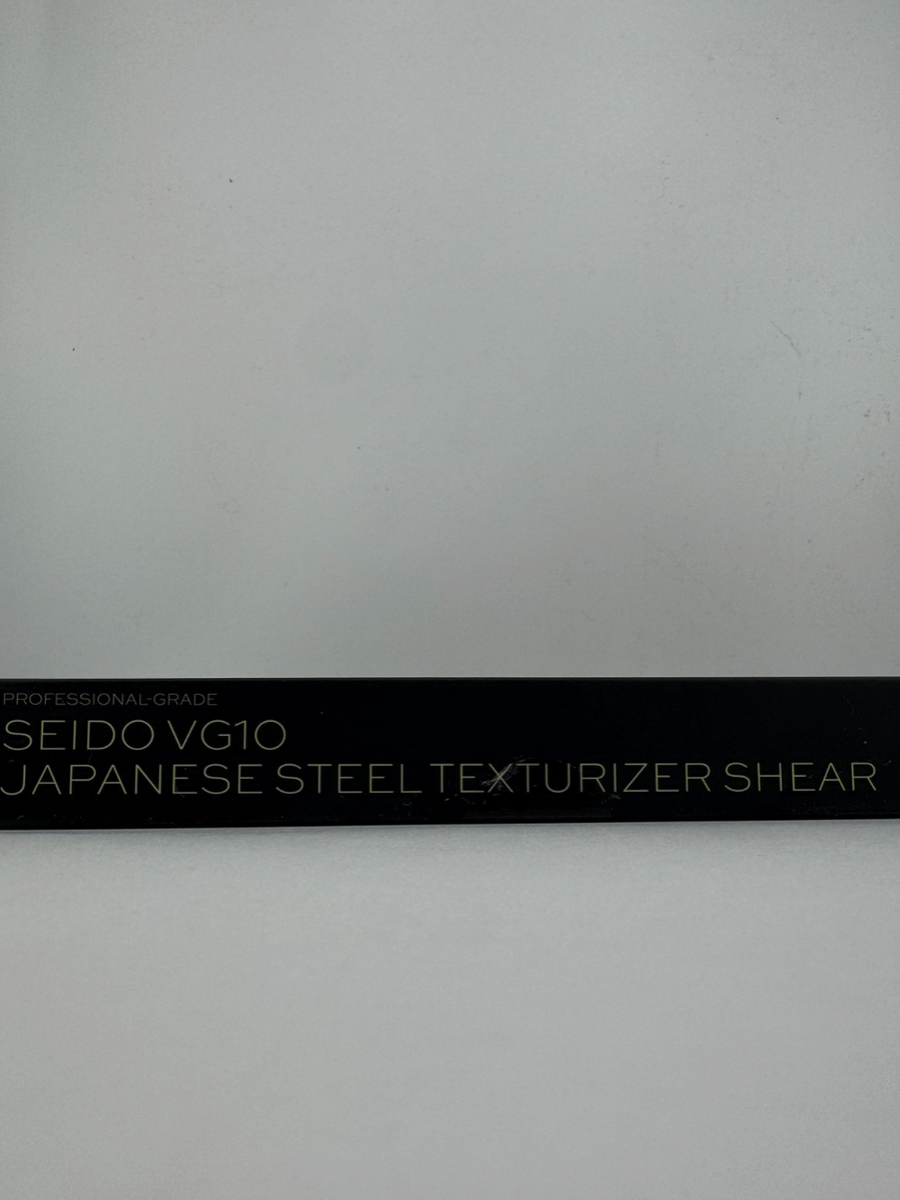 PROFESSIONAL-GRADE
SEIDO VG10
JAPANESE STEEL TEXTURIZER SHEAR